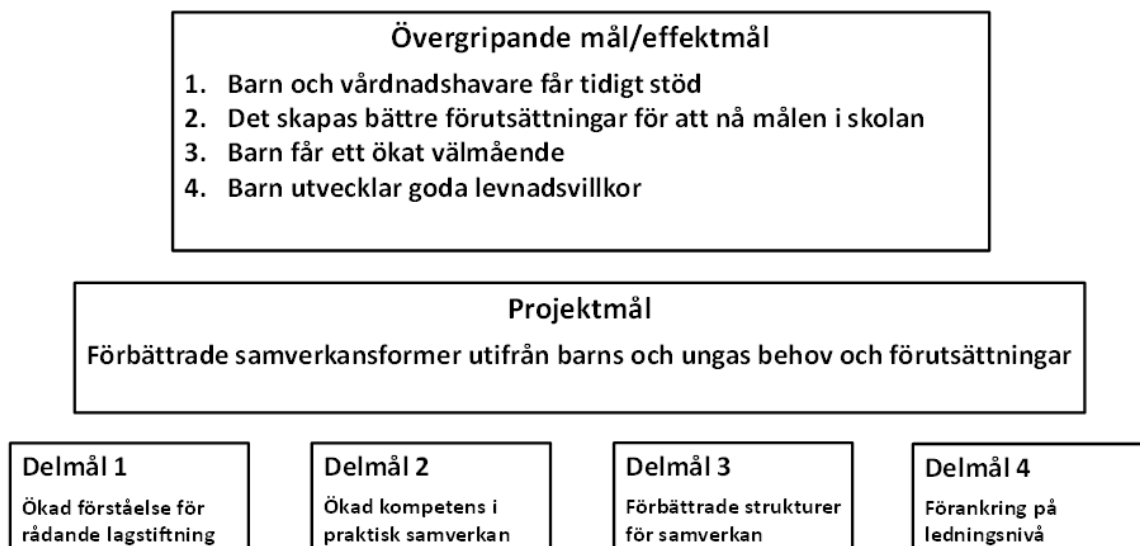 Övergripande mål/effektmål
1. Barn och vårdnadshavare får tidigt stöd
2. Det skapas bättre förutsättningar för att nå målen i skolan
3. Barn får ett ökat välmående
4. Barn utvecklar goda levnadsvillkor
Projektmål
Förbättrade samverkansformer utifrån barns och ungas behov och förutsättningar
Delmål 1
Ökad förståelse för
rådande lagstiftning
Delmål 2
Ökad kompetens i
praktisk samverkan
Delmål 3
Förbättrade strukturer
för samverkan
Delmål 4
Förankring på
ledningsnivå